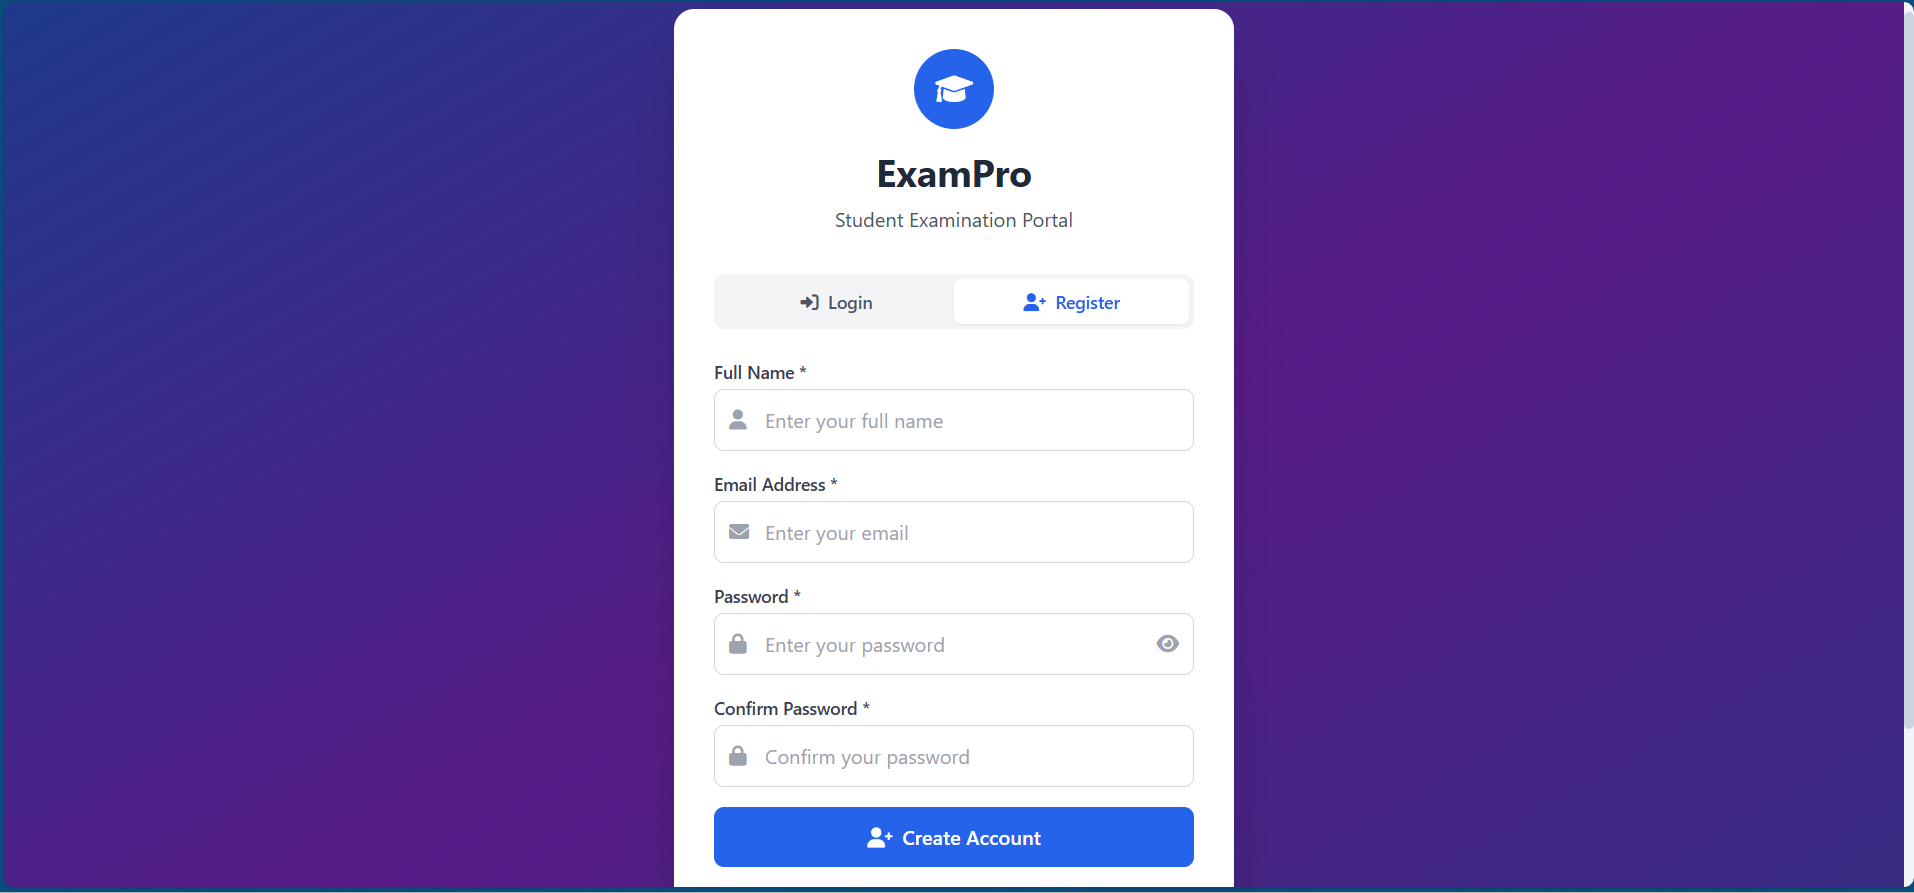 ExamPro
Student Examination Portal
Login
Register
Full Name *
Enter your full name
Email Address *
Enter your email
Password *
Enter your password
Confirm Password *
Confirm your password
Create Account